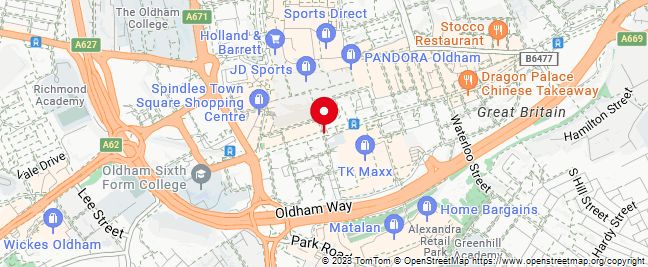 The Oldham
College
A671
Sports Direct
A627
Holland &
Barrett
Stocco
Restaurant
A669
B6477
PANDORA Oldham
JD Sports
Dragon Palace
Chinese Takeaway
Richmond
Academy
Spindles Town
Square Shopping
Centre
Great Britain
Hamilton Street
A62
Vale Drive
Oldham Sixth
Form College
TK Maxx
Waterloo Street
Lee Street
S Hill Street
Oldham Way
Home Bargains
Hardy Street
Matalan
Alexandra
Retail Park
Wickes Oldham
Park Road
Greenhill
Academy
© 2023 TomTom © OpenStreetMap https://www.openstreetmap.org/copyright